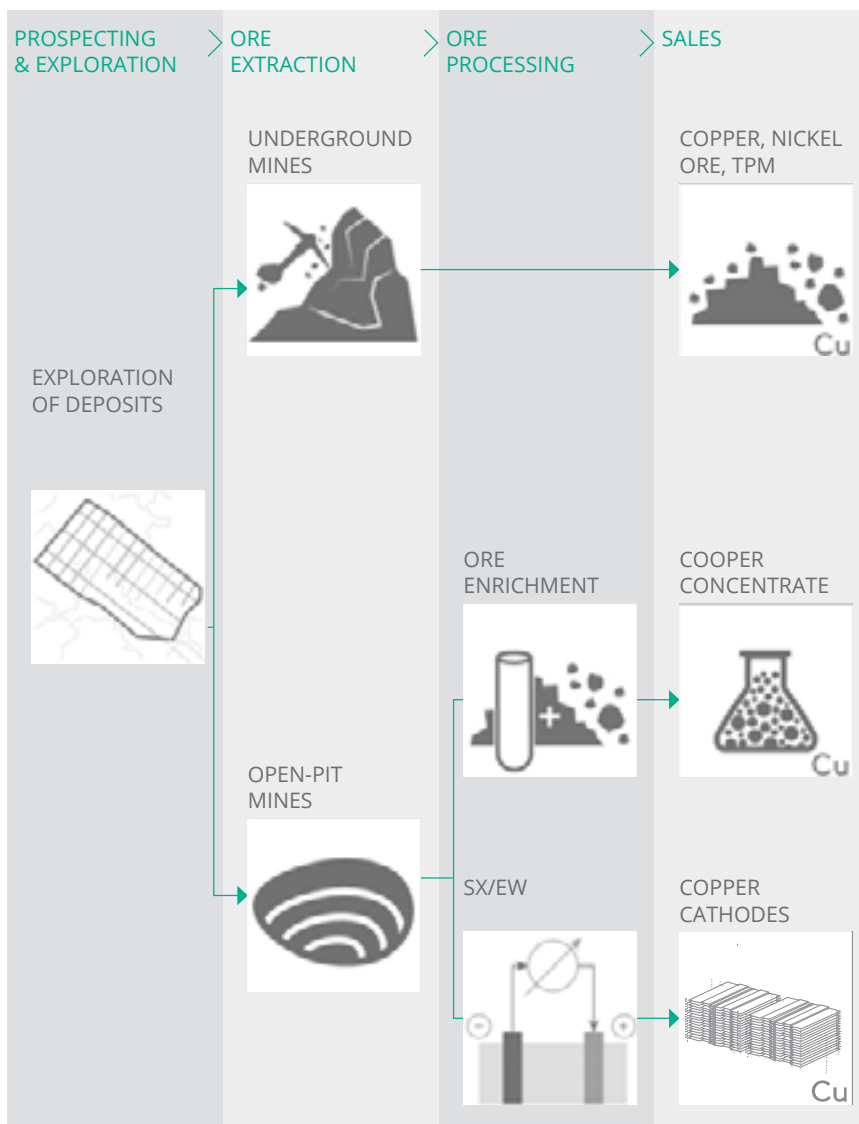 PROSPECTING
& EXPLORATION
ORE
EXTRACTION
ORE
PROCESSING
SALES
UNDERGROUND
MINES
COPPER, NICKEL
ORE, TPM
Cu
EXPLORATION
OF DEPOSITS
ORE
ENRICHMENT
+
COOPER
CONCENTRATE
Cu
OPEN-PIT
MINES
SX/EW
− +
COPPER
CATHODES
Cu